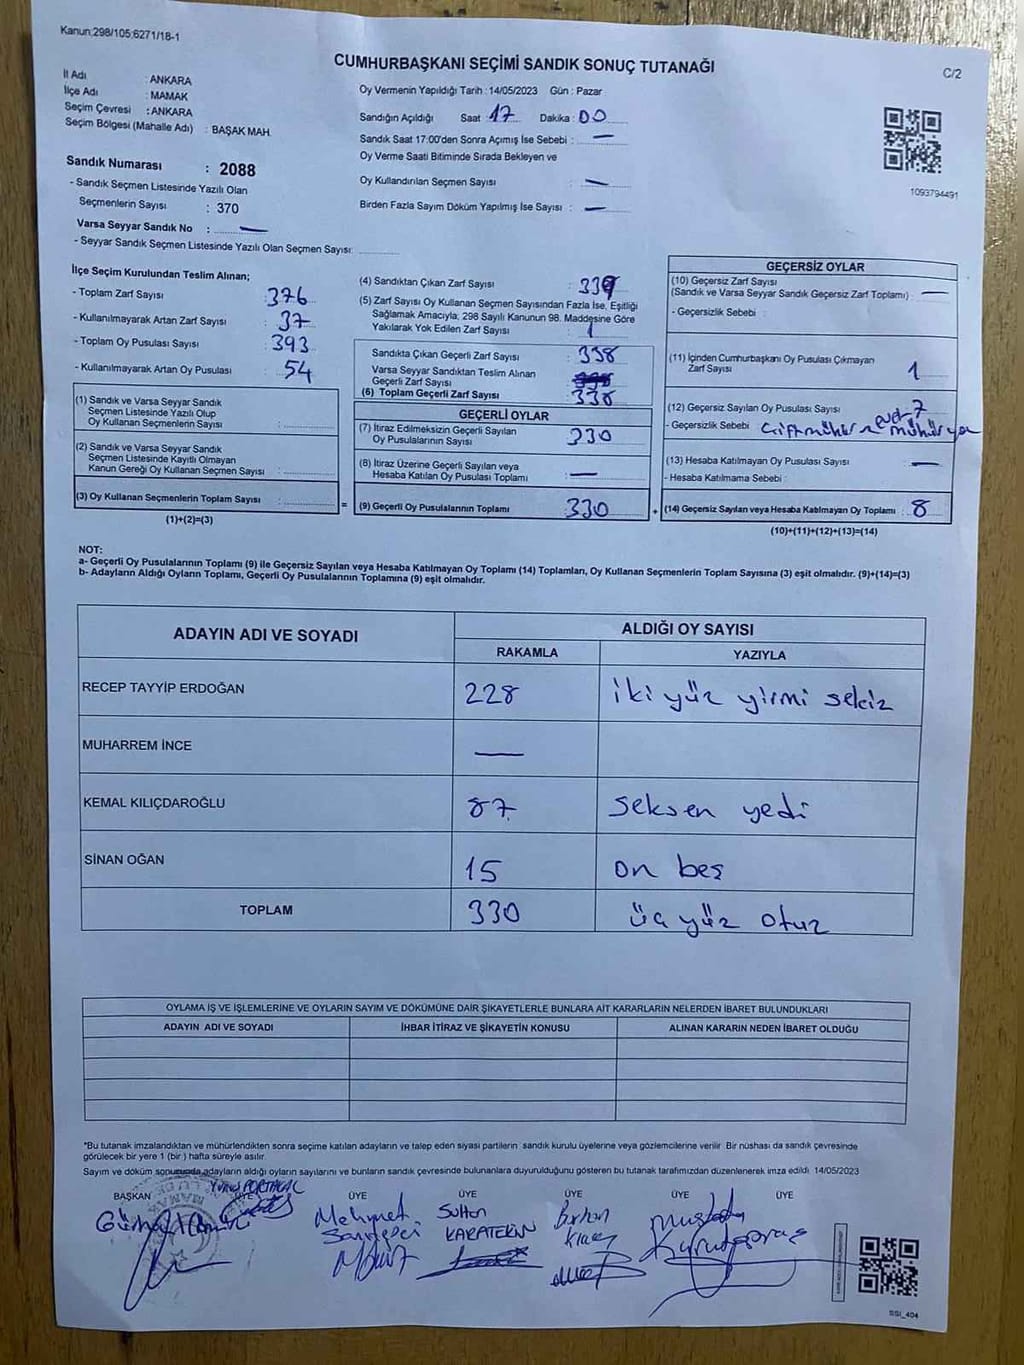 Kanun:298/105;6271/18-1
CUMHURBAŞKANI SEÇİMİ SANDIK SONUÇ TUTANAĞI
C/2
İl Adı : ANKARA
İlçe Adı : MAMAK
Seçim Çevresi : ANKARA
Seçim Bölgesi (Mahalle Adı) : BAŞAK MAH.
Sandık Numarası : 2088
- Sandık Seçmen Listesinde Yazılı Olan
Seçmenlerin Sayısı : 370
Varsa Seyyar Sandık No : —
- Seyyar Sandık Seçmen Listesinde Yazılı Olan Seçmen Sayısı:
Oy Vermenin Yapıldığı Tarih : 14/05/2023 Gün : Pazar
Sandığın Açıldığı Saat : 17 Dakika : 00
Sandık Saat 17:00'den Sonra Açımış İse Sebebi : —
Oy Verme Saati Bitiminde Sırada Bekleyen ve
Oy Kullandırılan Seçmen Sayısı : —
Birden Fazla Sayım Döküm Yapılmış İse Sayısı : —
1093794491
İlçe Seçim Kurulundan Teslim Alınan;
- Toplam Zarf Sayısı : 376
- Kullanılmayarak Artan Zarf Sayısı : 37
- Toplam Oy Pusulası Sayısı : 393
- Kullanılmayarak Artan Oy Pusulası : 54
(1) Sandık ve Varsa Seyyar Sandık
Seçmen Listesinde Yazılı Olup
Oy Kullanan Seçmenlerin Sayısı :
(2) Sandık ve Varsa Seyyar Sandık
Seçmen Listesinde Kayıtlı Olmayan
Kanun Gereği Oy Kullanan Seçmen Sayısı :
(3) Oy Kullanan Seçmenlerin Toplam Sayısı :
(1)+(2)=(3)
(4) Sandıktan Çıkan Zarf Sayısı : 339
(5) Zarf Sayısı Oy Kullanan Seçmen Sayısından Fazla İse, Eşitliği
Sağlamak Amacıyla; 298 Sayılı Kanunun 98. Maddesine Göre
Yakılarak Yok Edilen Zarf Sayısı : 1
Sandıkta Çıkan Geçerli Zarf Sayısı : 338
Varsa Seyyar Sandıktan Teslim Alınan
Geçerli Zarf Sayısı :
(6) Toplam Geçerli Zarf Sayısı : 338
GEÇERLİ OYLAR
(7) İtiraz Edilmeksizin Geçerli Sayılan
Oy Pusulalarının Sayısı : 330
(8) İtiraz Üzerine Geçerli Sayılan veya
Hesaba Katılan Oy Pusulası Toplamı : —
= (9) Geçerli Oy Pusulalarının Toplamı : 330
GEÇERSİZ OYLAR
(10) Geçersiz Zarf Sayısı
(Sandık ve Varsa Seyyar Sandık Geçersiz Zarf Toplamı) : —
- Geçersizlik Sebebi :
(11) İçinden Cumhurbaşkanı Oy Pusulası Çıkmayan
Zarf Sayısı : 1
(12) Geçersiz Sayılan Oy Pusulası Sayısı : 7
- Geçersizlik Sebebi : Çift mühür mühür yok
(13) Hesaba Katılmayan Oy Pusulası Sayısı : —
- Hesaba Katılmama Sebebi :
+ (14) Geçersiz Sayılan veya Hesaba Katılmayan Oy Toplamı : 8
(10)+(11)+(12)+(13)=(14)
NOT:
a- Geçerli Oy Pusulalarının Toplamı (9) ile Geçersiz Sayılan veya Hesaba Katılmayan Oy Toplamı (14) Toplamları, Oy Kullanan Seçmenlerin Toplam Sayısına (3) eşit olmalıdır. (9)+(14)=(3)
b- Adayların Aldığı Oyların Toplamı, Geçerli Oy Pusulalarının Toplamına (9) eşit olmalıdır.
ADAYIN ADI VE SOYADI
ALDIĞI OY SAYISI
RAKAMLA YAZIYLA
RECEP TAYYİP ERDOĞAN 228 iki yüz yirmi sekiz
MUHARREM İNCE —
KEMAL KILIÇDAROĞLU 87 seksen yedi
SİNAN OĞAN 15 on beş
TOPLAM 330 üç yüz otuz
OYLAMA İŞ VE İŞLEMLERİNE VE OYLARIN SAYIM VE DÖKÜMÜNE DAİR ŞİKAYETLERLE BUNLARA AİT KARARLARIN NELERDEN İBARET BULUNDUKLARI
ADAYIN ADI VE SOYADI İHBAR İTİRAZ VE ŞİKAYETİN KONUSU ALINAN KARARIN NEDEN İBARET OLDUĞU
*Bu tutanak imzalandıktan ve mühürlendikten sonra seçime katılan adayların ve talep eden siyasi partilerin sandık kurulu üyelerine veya gözlemcilerine verilir. Bir nüshası da sandık çevresinde
görülecek bir yere 1 (bir) hafta süreyle asılır.
Sayım ve döküm sonucunda adayların aldığı oyların sayılarını ve bunların sandık çevresinde bulunanlara duyurulduğunu gösteren bu tutanak tarafımızdan düzenlenerek imza edildi. 14/05/2023
BAŞKAN ÜYE ÜYE ÜYE ÜYE ÜYE ÜYE
Yunus PORTAKAL
Mehmet
Sultan
KARATEKİN
Burhan
Mustafa
SSI_404